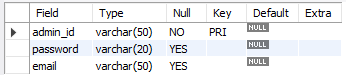 Field Type Null Key Default Extra
admin_id varchar(50) NO PRI NULL
password varchar(20) YES NULL
email varchar(50) YES NULL